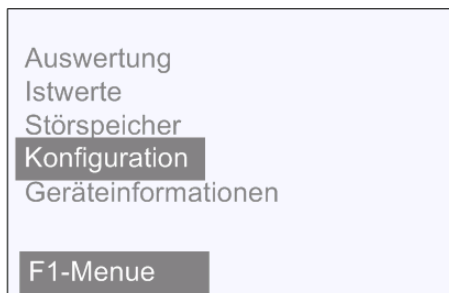 Auswertung
Istwerte
Störspeicher
Konfiguration
Geräteinformationen
F1-Menue